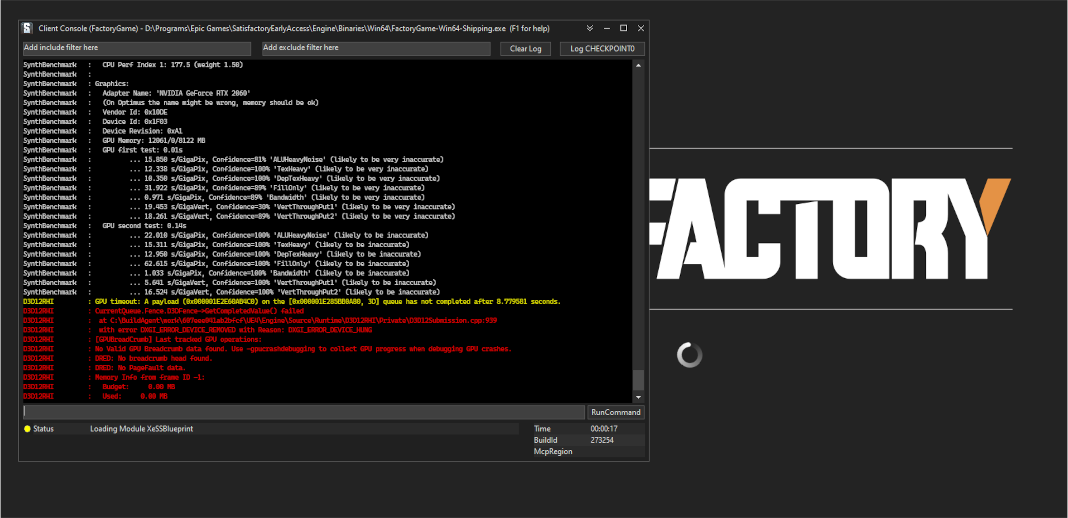 Client Console (FactoryGame) - D:\Programs\Epic Games\SatisfactoryEarlyAccess\Engine\Binaries\Win64\FactoryGame-Win64-Shipping.exe (F1 for help)
Add include filter here Add exclude filter here Clear Log Log CHECKPOINT0
SynthBenchmark : CPU Perf Index 1: 177.5 (weight 1.50)
SynthBenchmark :
SynthBenchmark : Graphics:
SynthBenchmark : Adapter Name: 'NVIDIA GeForce RTX 2060'
SynthBenchmark : (On Optimus the name might be wrong, memory should be ok)
SynthBenchmark : Vendor Id: 0x10DE
SynthBenchmark : Device Id: 0x1F03
SynthBenchmark : Device Revision: 0xA1
SynthBenchmark : GPU Memory: 12061/0/8122 MB
SynthBenchmark : GPU first test: 0.01s
SynthBenchmark : ... 15.850 s/GigaPix, Confidence=81% 'ALUHeavyNoise' (likely to be very inaccurate)
SynthBenchmark : ... 12.338 s/GigaPix, Confidence=100% 'TexHeavy' (likely to be very inaccurate)
SynthBenchmark : ... 10.350 s/GigaPix, Confidence=100% 'DepTexHeavy' (likely to be very inaccurate)
SynthBenchmark : ... 31.922 s/GigaPix, Confidence=89% 'FillOnly' (likely to be very inaccurate)
SynthBenchmark : ... 0.971 s/GigaPix, Confidence=89% 'Bandwidth' (likely to be very inaccurate)
SynthBenchmark : ... 19.453 s/GigaVert, Confidence=30% 'VertThroughPut1' (likely to be very inaccurate)
SynthBenchmark : ... 18.261 s/GigaVert, Confidence=89% 'VertThroughPut2' (likely to be very inaccurate)
SynthBenchmark : GPU second test: 0.14s
SynthBenchmark : ... 22.010 s/GigaPix, Confidence=100% 'ALUHeavyNoise' (likely to be inaccurate)
SynthBenchmark : ... 15.311 s/GigaPix, Confidence=100% 'TexHeavy' (likely to be inaccurate)
SynthBenchmark : ... 12.950 s/GigaPix, Confidence=100% 'DepTexHeavy' (likely to be inaccurate)
SynthBenchmark : ... 62.615 s/GigaPix, Confidence=100% 'FillOnly' (likely to be inaccurate)
SynthBenchmark : ... 1.033 s/GigaPix, Confidence=100% 'Bandwidth' (likely to be inaccurate)
SynthBenchmark : ... 5.641 s/GigaVert, Confidence=100% 'VertThroughPut1' (likely to be inaccurate)
SynthBenchmark : ... 16.524 s/GigaVert, Confidence=100% 'VertThroughPut2' (likely to be inaccurate)
D3D12RHI : GPU timeout: A payload (0x000001E2E60AB4C0) on the [0x000001E285BB0A80, 3D] queue has not completed after 8.779581 seconds.
D3D12RHI : CurrentQueue.Fence.D3DFence->GetCompletedValue() failed
D3D12RHI : at
D3D12RHI : with error DXGI_ERROR_DEVICE_REMOVED with Reason: DXGI_ERROR_DEVICE_HUNG
D3D12RHI : [GPUBreadCrumb] Last tracked GPU operations:
D3D12RHI : No Valid GPU Breadcrumb data found. Use -gpucrashdebugging to collect GPU progress when debugging GPU crashes.
D3D12RHI : DRED: No breadcrumb head found.
D3D12RHI : DRED: No PageFault data.
D3D12RHI : Memory Info from frame ID -1:
D3D12RHI : Budget: 0.00 MB
D3D12RHI : Used: 0.00 MB
RunCommand
Status Loading Module XeSSBlueprint Time 00:00:17
BuildId 273254
McpRegion
FACTORY